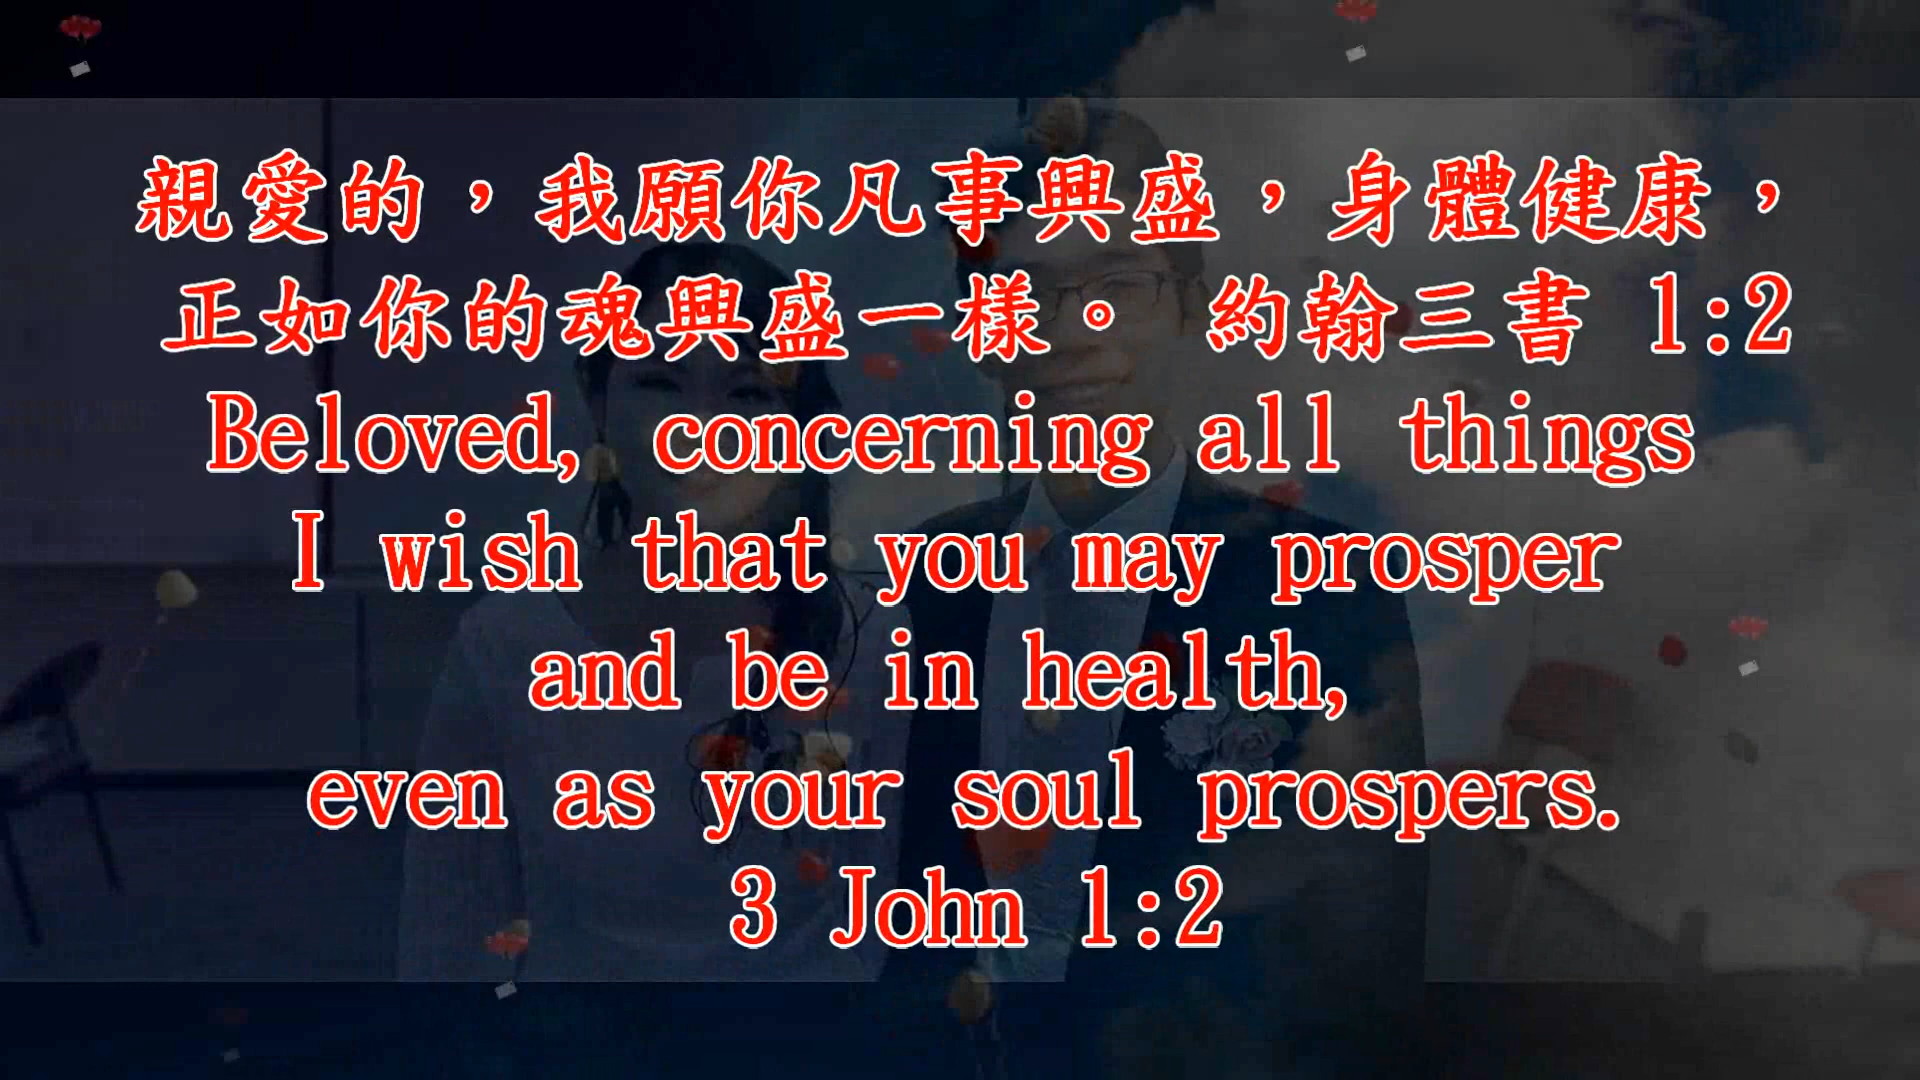 親愛的，我願你凡事興盛，身體健康，
正如你的魂興盛一樣。 約翰三書 1:2
Beloved, concerning all things
I wish that you may prosper
and be in health,
even as your soul prospers.
3 John 1:2